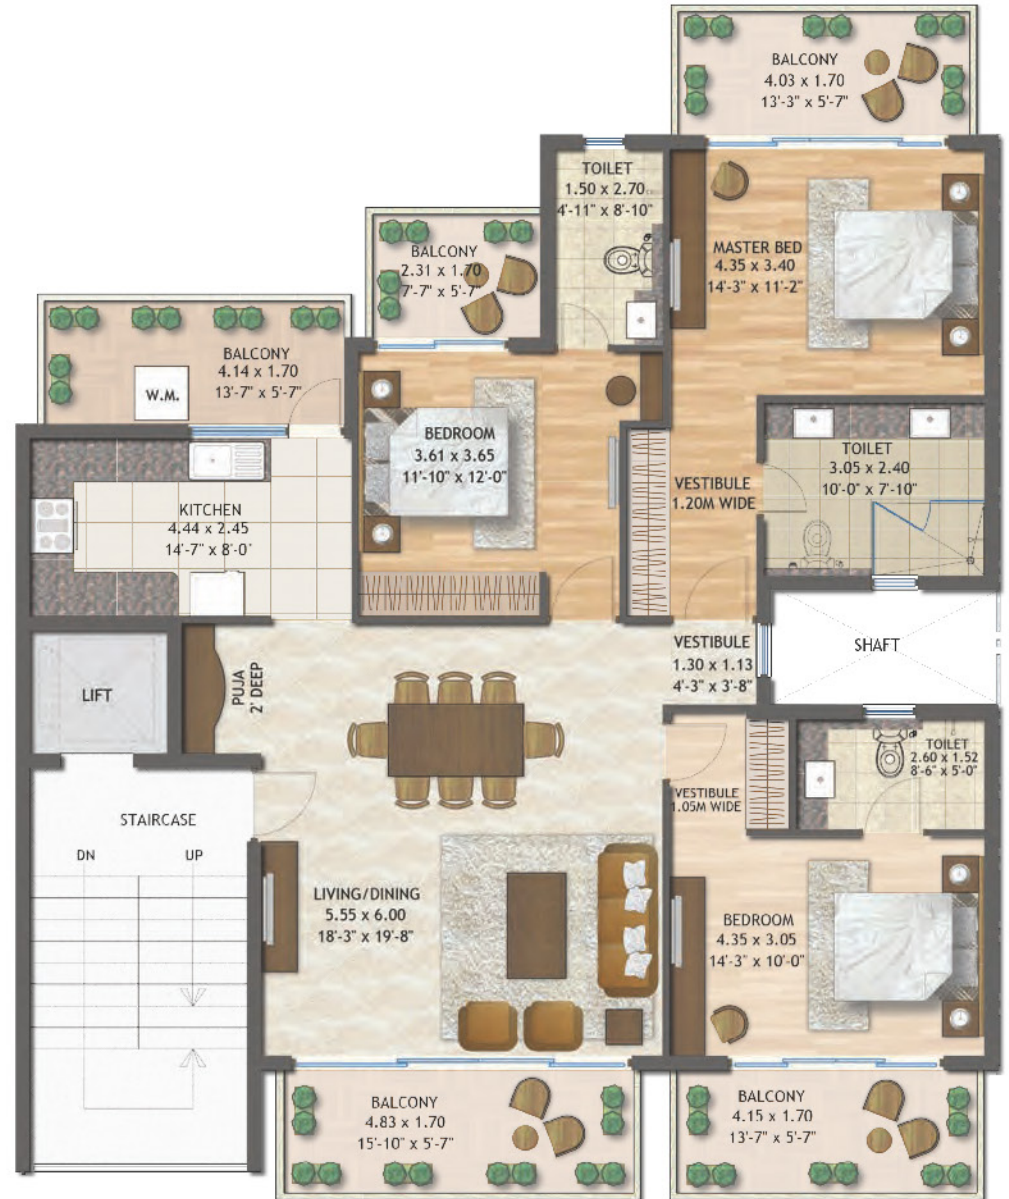 BALCONY
4.03 x 1.70
13'-3" x 5'-7"
TOILET
1.50 x 2.70
4'-11" x 8'-10"
BALCONY
2.31 x 1.70
7'-7" x 5'-7"
MASTER BED
4.35 x 3.40
14'-3" x 11'-2"
BALCONY
4.14 x 1.70
13'-7" x 5'-7"
W.M.
BEDROOM
3.61 x 3.65
11'-10" x 12'-0"
TOILET
3.05 x 2.40
10'-0" x 7'-10"
VESTIBULE
1.20M WIDE
KITCHEN
4.44 x 2.45
14'-7" x 8'-0"
VESTIBULE
1.30 x 1.13
4'-3" x 3'-8"
SHAFT
LIFT
PUJA
2' DEEP
TOILET
2.60 x 1.52
8'-6" x 5'-0"
VESTIBULE
1.05M WIDE
STAIRCASE
DN UP
LIVING/DINING
5.55 x 6.00
18'-3" x 19'-8"
BEDROOM
4.35 x 3.05
14'-3" x 10'-0"
BALCONY
4.83 x 1.70
15'-10" x 5'-7"
BALCONY
4.15 x 1.70
13'-7" x 5'-7"